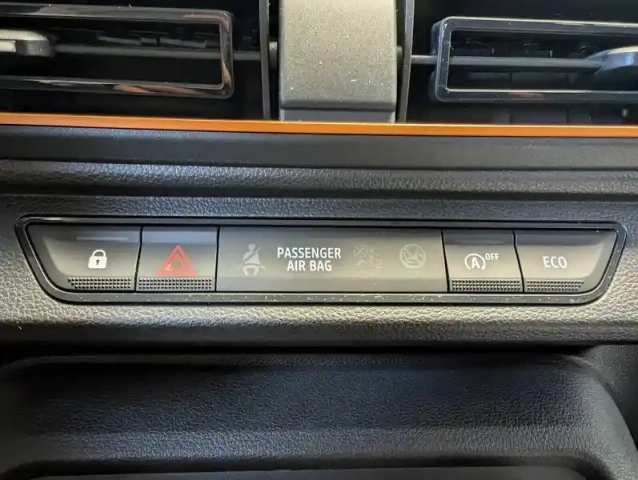 PASSENGER
AIR BAG
A OFF
ECO